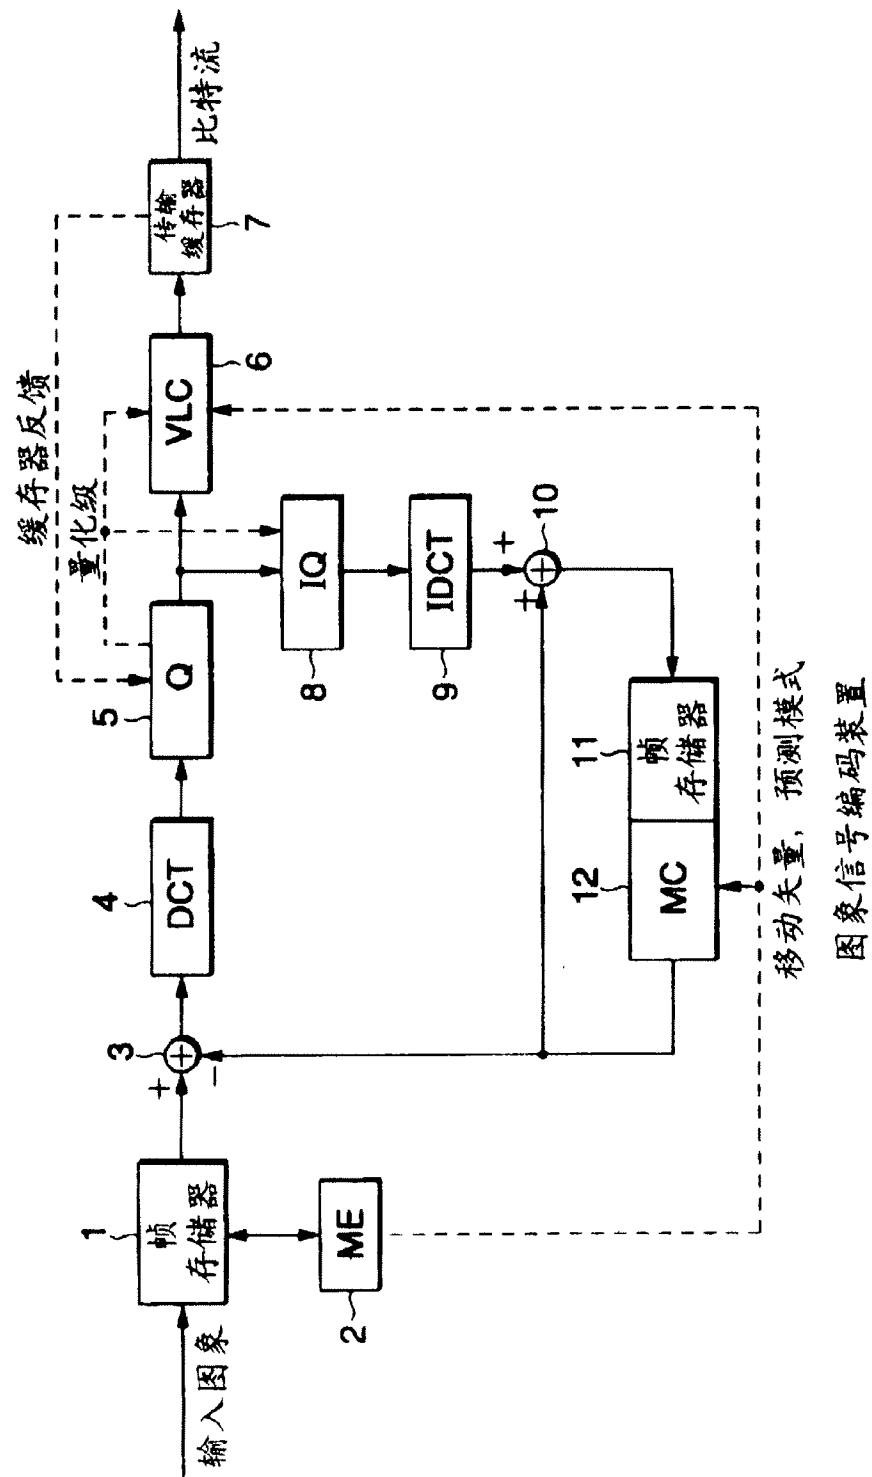 缓存器反馈
量化级
输入图象
1
帧
存储器
ME
2
+
−
3
DCT
4
Q
5
VLC
6
传输
缓存器
7
比特流
IQ
8
IDCT
9
+
+
10
帧
存储器
11
MC
12
移动矢量，预测模式
图象信号编码装置